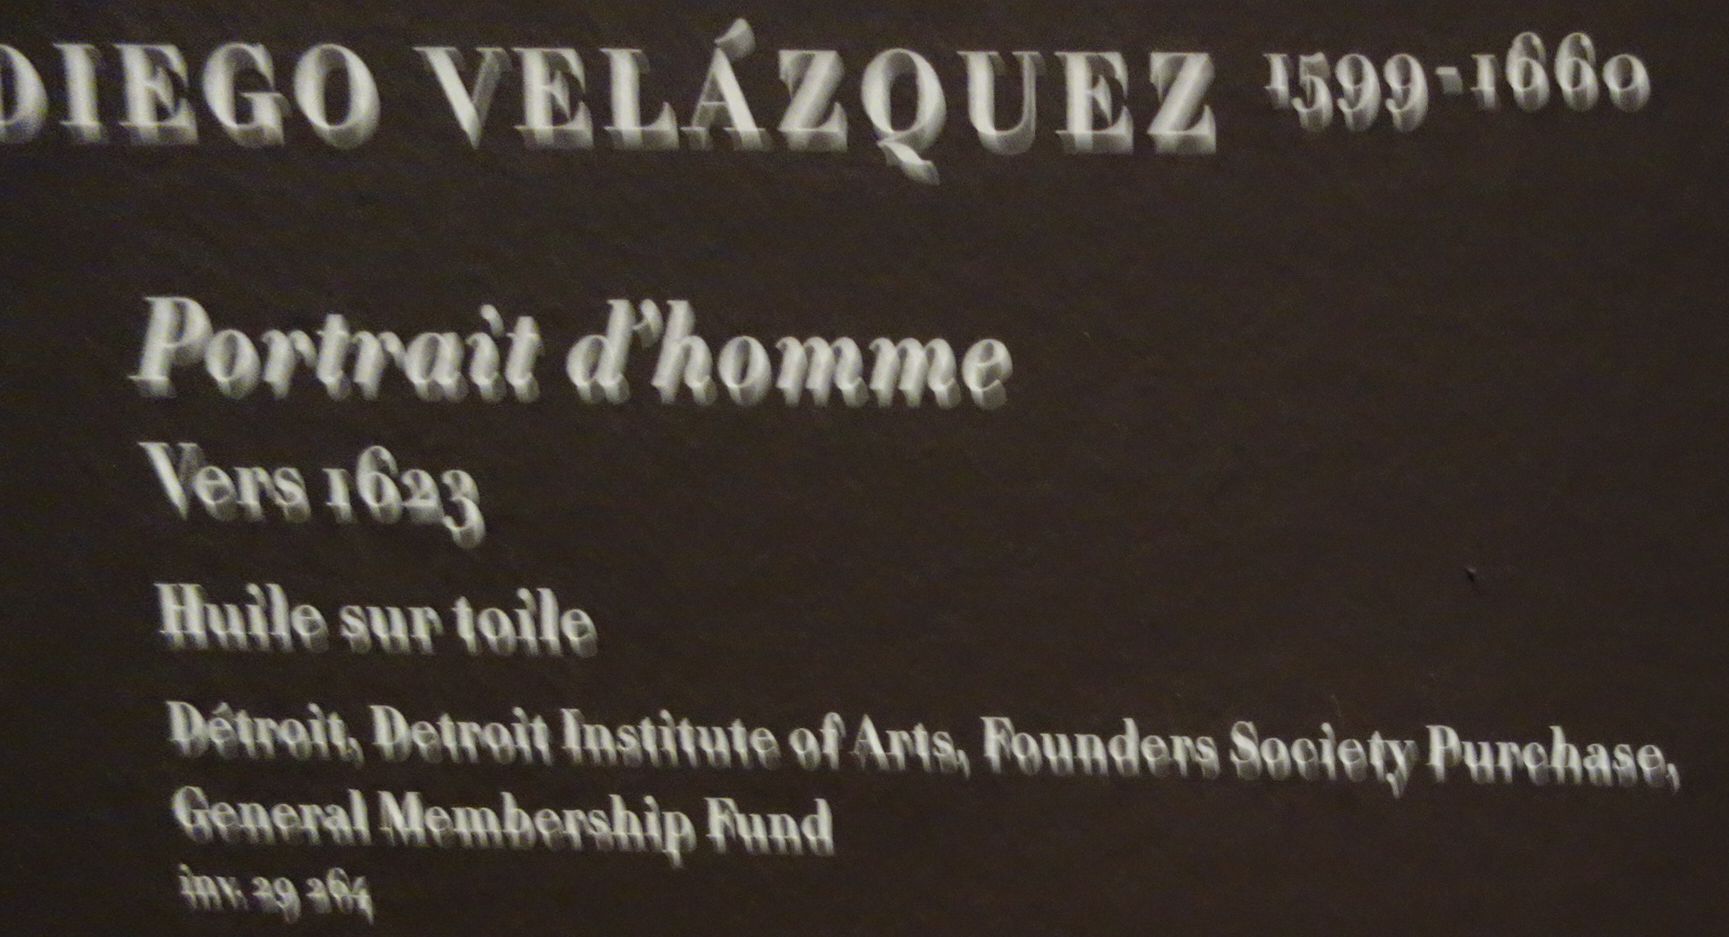 DIEGO VELÁZQUEZ 1599-1660
Portrait d'homme
Vers 1623
Huile sur toile
Détroit, Detroit Institute of Arts, Founders Society Purchase,
General Membership Fund
inv. 29 264